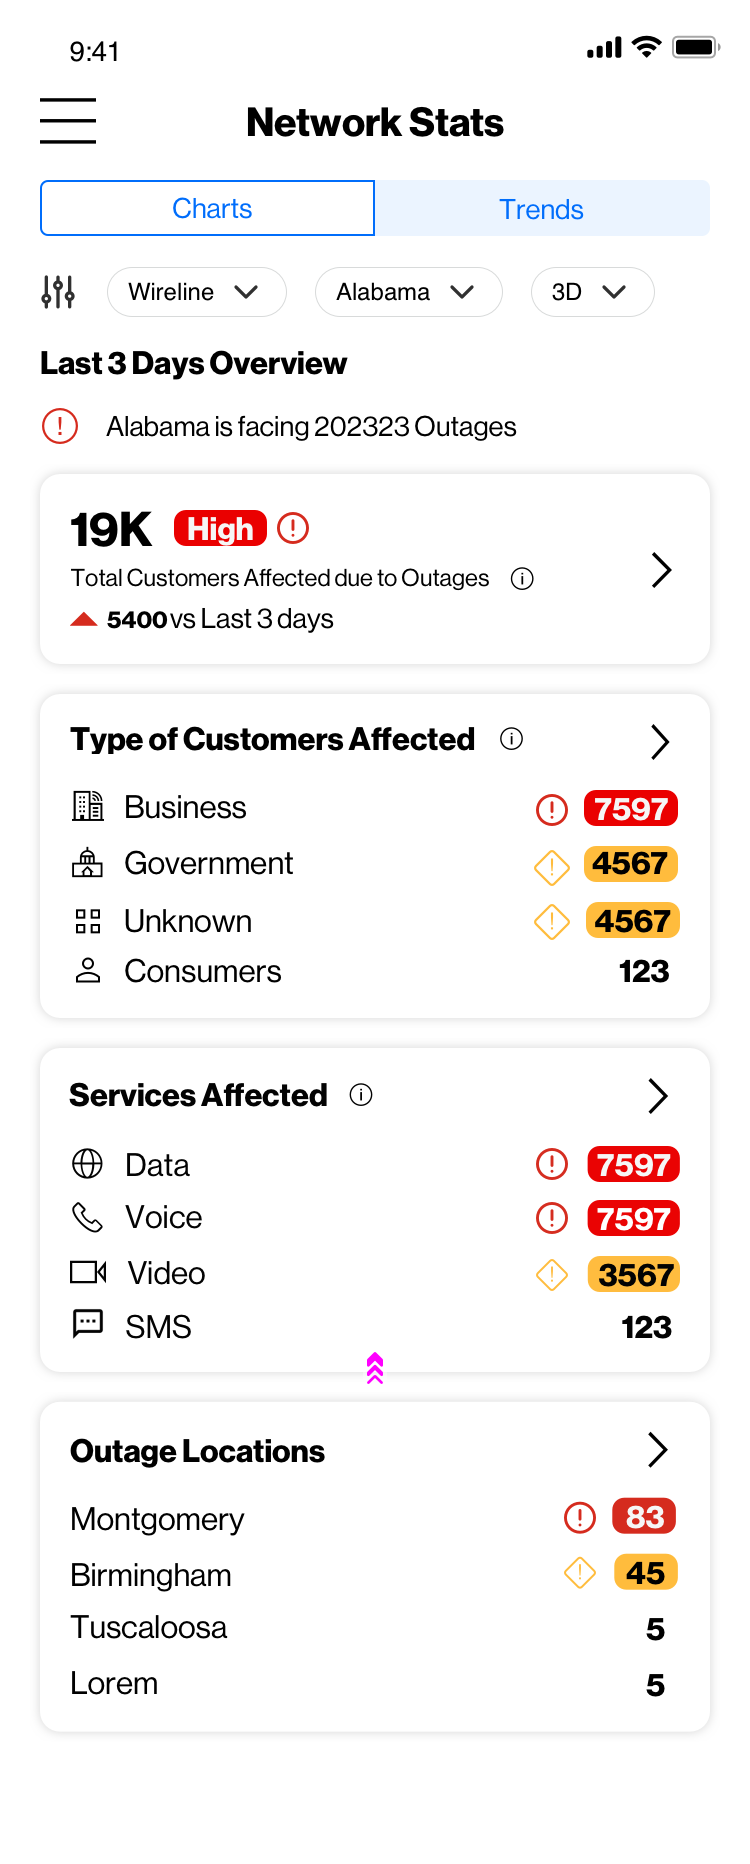 9:41
Network Stats
Charts Trends
Wireline Alabama 3D
Last 3 Days Overview
Alabama is facing 202323 Outages
19K High
Total Customers Affected due to Outages
5400 vs Last 3 days
Type of Customers Affected
Business 7597
Government 4567
Unknown 4567
Consumers 123
Services Affected
Data 7597
Voice 7597
Video 3567
SMS 123
Outage Locations
Montgomery 83
Birmingham 45
Tuscaloosa 5
Lorem 5